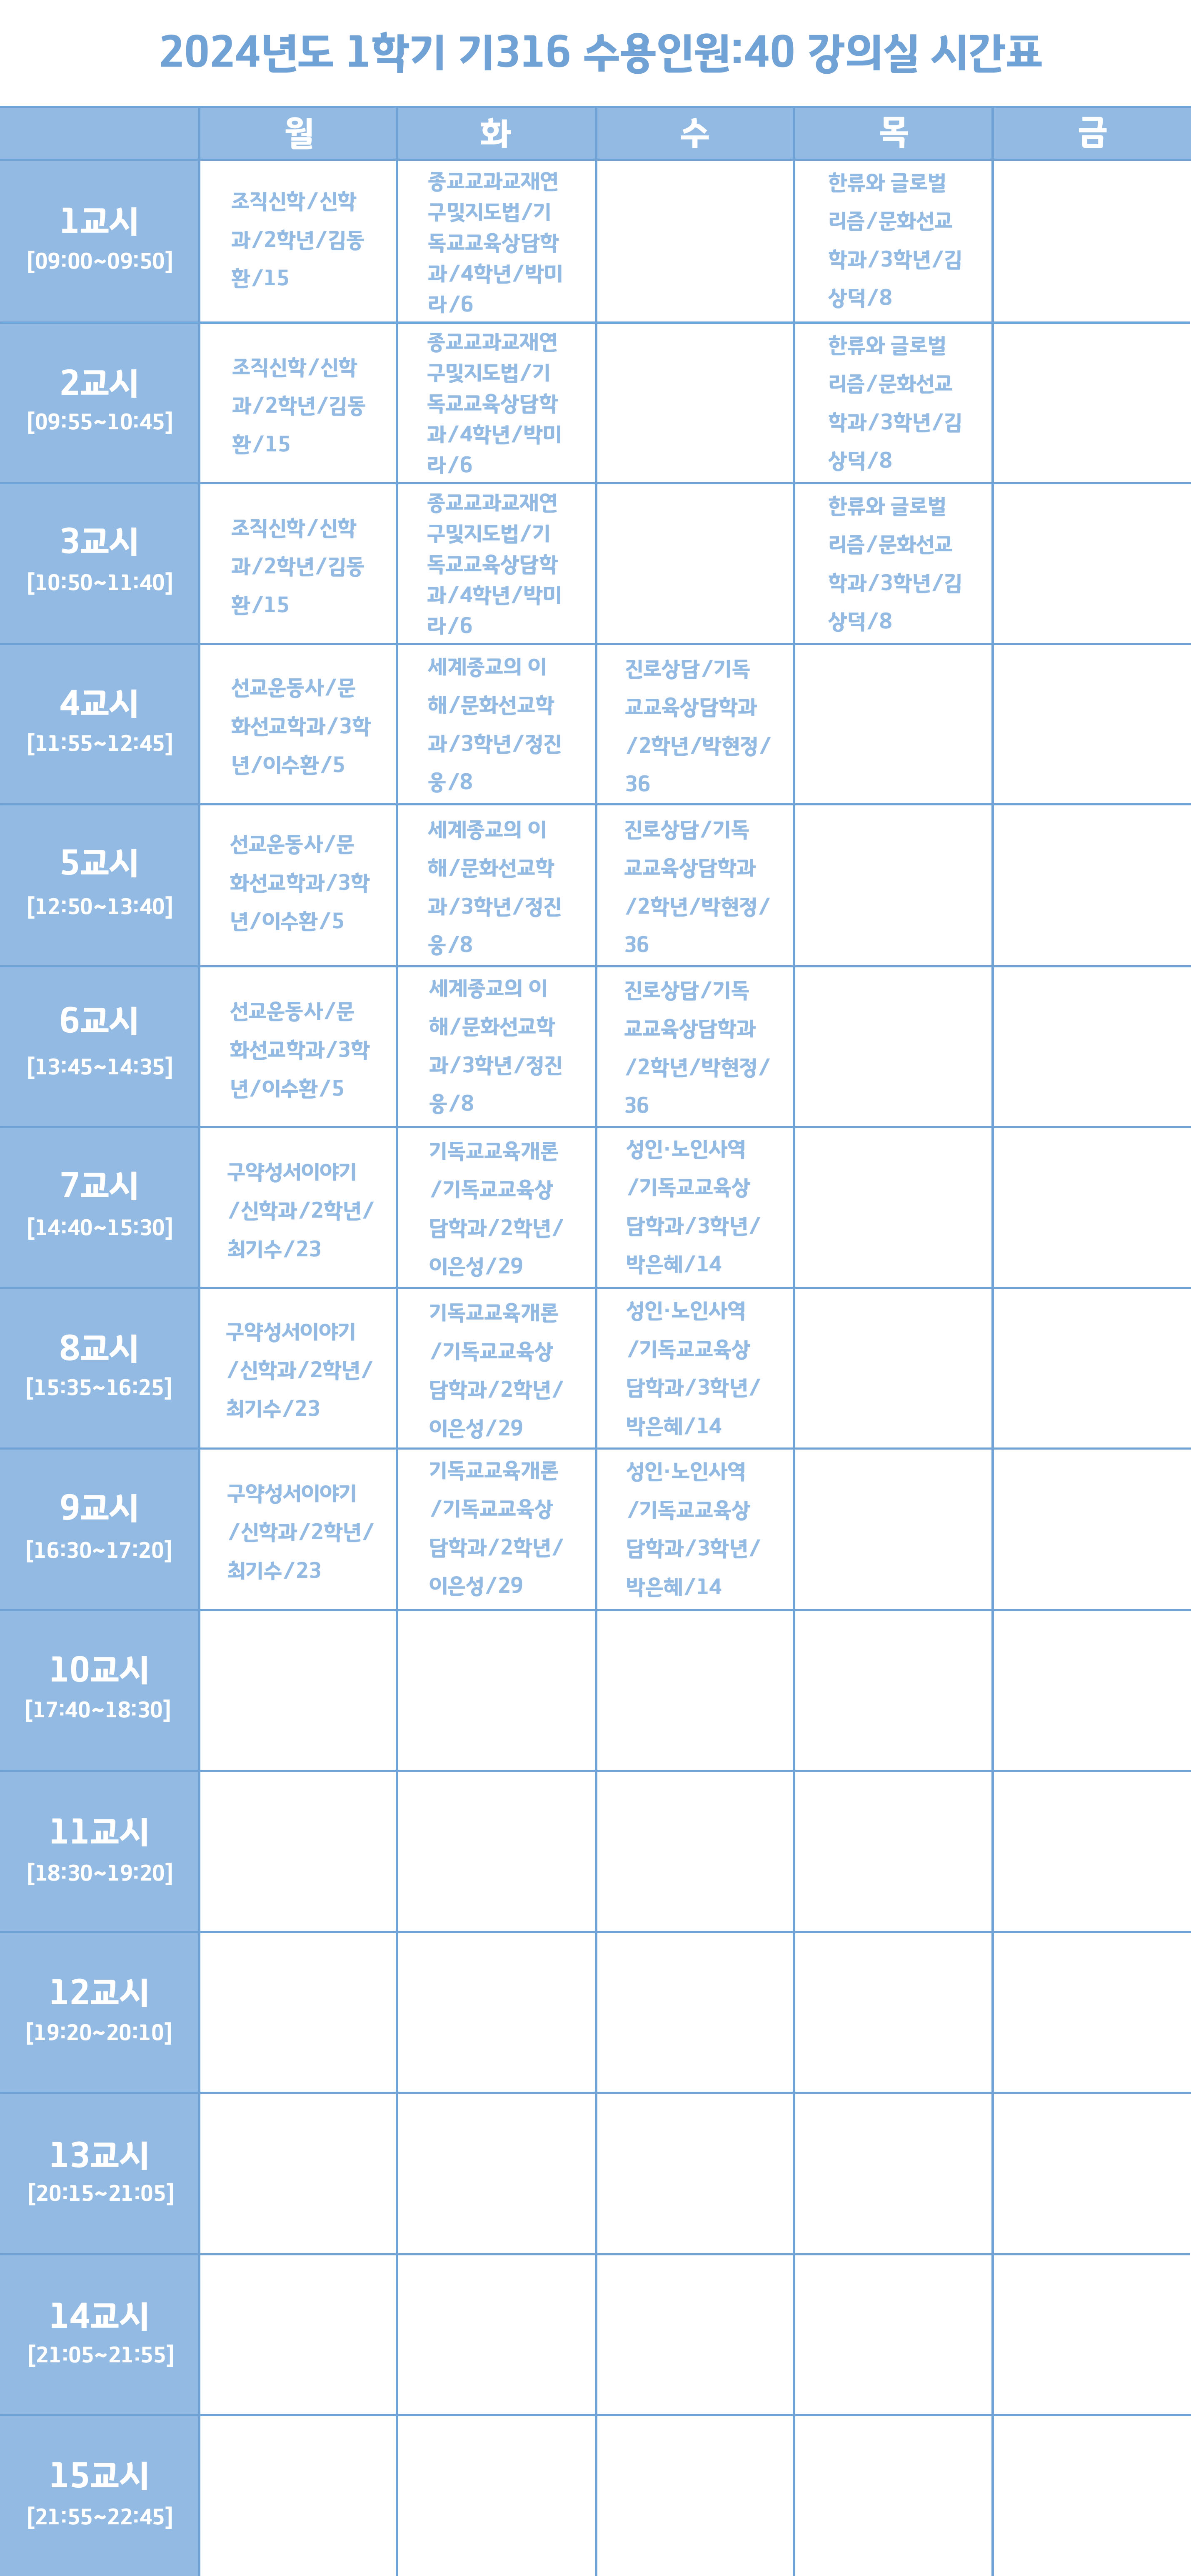 2024년도 1학기 기316 수용인원:40 강의실 시간표
월 화 수 목 금
1교시
[09:00~09:50]
조직신학/신학
과/2학년/김동
환/15
종교교과교재연
구및지도법/기
독교교육상담학
과/4학년/박미
라/6
한류와 글로벌
리즘/문화선교
학과/3학년/김
상덕/8
2교시
[09:55~10:45]
조직신학/신학
과/2학년/김동
환/15
종교교과교재연
구및지도법/기
독교교육상담학
과/4학년/박미
라/6
한류와 글로벌
리즘/문화선교
학과/3학년/김
상덕/8
3교시
[10:50~11:40]
조직신학/신학
과/2학년/김동
환/15
종교교과교재연
구및지도법/기
독교교육상담학
과/4학년/박미
라/6
한류와 글로벌
리즘/문화선교
학과/3학년/김
상덕/8
4교시
[11:55~12:45]
선교운동사/문
화선교학과/3학
년/이수환/5
세계종교의 이
해/문화선교학
과/3학년/정진
웅/8
진로상담/기독
교교육상담학과
/2학년/박현정/
36
5교시
[12:50~13:40]
선교운동사/문
화선교학과/3학
년/이수환/5
세계종교의 이
해/문화선교학
과/3학년/정진
웅/8
진로상담/기독
교교육상담학과
/2학년/박현정/
36
6교시
[13:45~14:35]
선교운동사/문
화선교학과/3학
년/이수환/5
세계종교의 이
해/문화선교학
과/3학년/정진
웅/8
진로상담/기독
교교육상담학과
/2학년/박현정/
36
7교시
[14:40~15:30]
구약성서이야기
/신학과/2학년/
최기수/23
기독교교육개론
/기독교교육상
담학과/2학년/
이은성/29
성인·노인사역
/기독교교육상
담학과/3학년/
박은혜/14
8교시
[15:35~16:25]
구약성서이야기
/신학과/2학년/
최기수/23
기독교교육개론
/기독교교육상
담학과/2학년/
이은성/29
성인·노인사역
/기독교교육상
담학과/3학년/
박은혜/14
9교시
[16:30~17:20]
구약성서이야기
/신학과/2학년/
최기수/23
기독교교육개론
/기독교교육상
담학과/2학년/
이은성/29
성인·노인사역
/기독교교육상
담학과/3학년/
박은혜/14
10교시
[17:40~18:30]
11교시
[18:30~19:20]
12교시
[19:20~20:10]
13교시
[20:15~21:05]
14교시
[21:05~21:55]
15교시
[21:55~22:45]